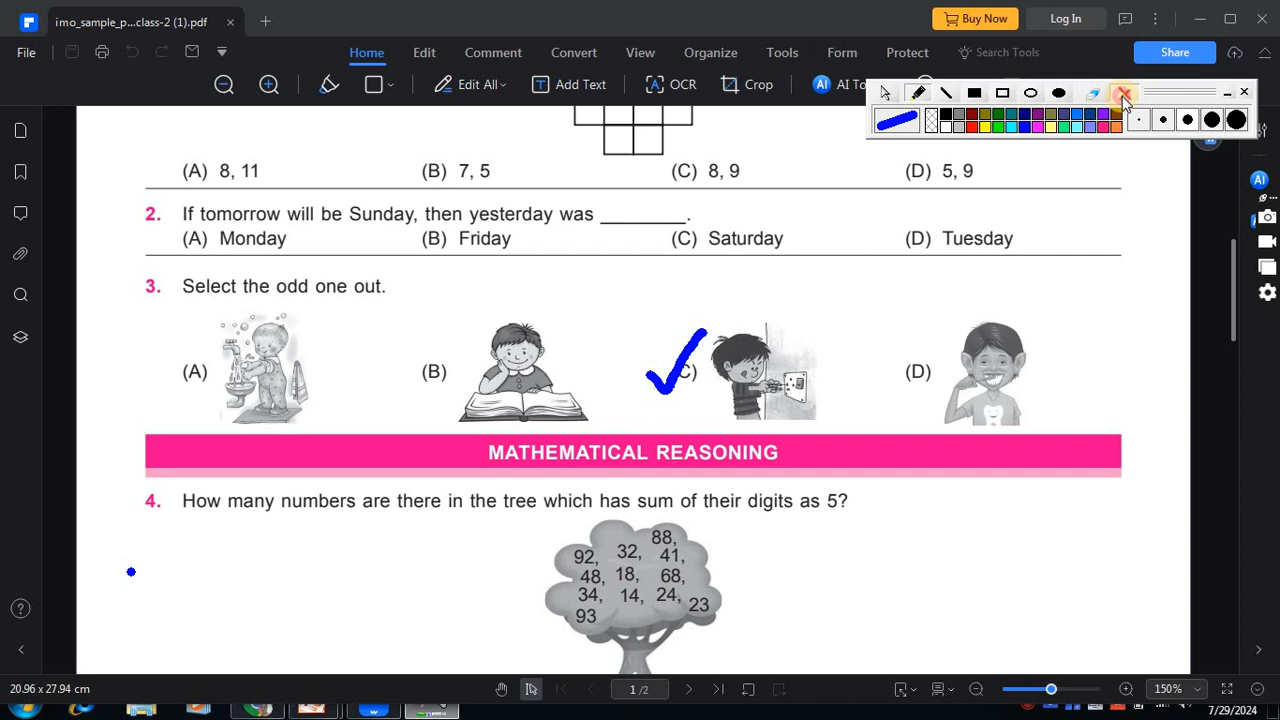 imo_sample_p...class-2 (1).pdf
Buy Now
Log In
File
Home
Edit
Comment
Convert
View
Organize
Tools
Form
Protect
Search Tools
Share
Edit All
Add Text
OCR
Crop
(A) 8, 11 (B) 7, 5 (C) 8, 9 (D) 5, 9
2. If tomorrow will be Sunday, then yesterday was ________.
(A) Monday (B) Friday (C) Saturday (D) Tuesday
3. Select the odd one out.
(A) (B) C) (D)
MATHEMATICAL REASONING
4. How many numbers are there in the tree which has sum of their digits as 5?
88,
92, 32, 41,
48, 18, 68,
34, 14, 24, 23
93
20.96 x 27.94 cm
1 /2
150%
7/29/2024